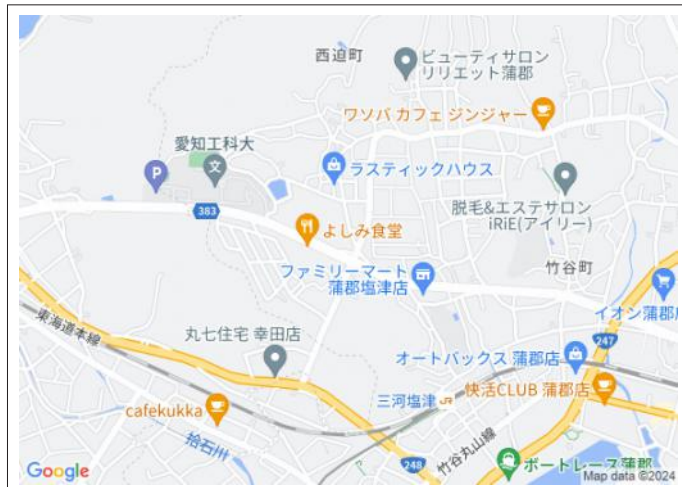 西迫町
ビューティサロン
リリエット蒲郡
ワソバ カフェ ジンジャー
愛知工科大
文
ラスティックハウス
P
383
脱毛&エステサロン
iRiE(アイリー)
よしみ食堂
竹谷町
ファミリーマート
蒲郡塩津店
イオン蒲郡店
東海道本線
丸七住宅 幸田店
247
オートバックス 蒲郡店
三河塩津
快活CLUB 蒲郡店
cafekukka
拾石川
竹谷丸山線
248
ボートレース蒲郡
Google
Map data ©2024